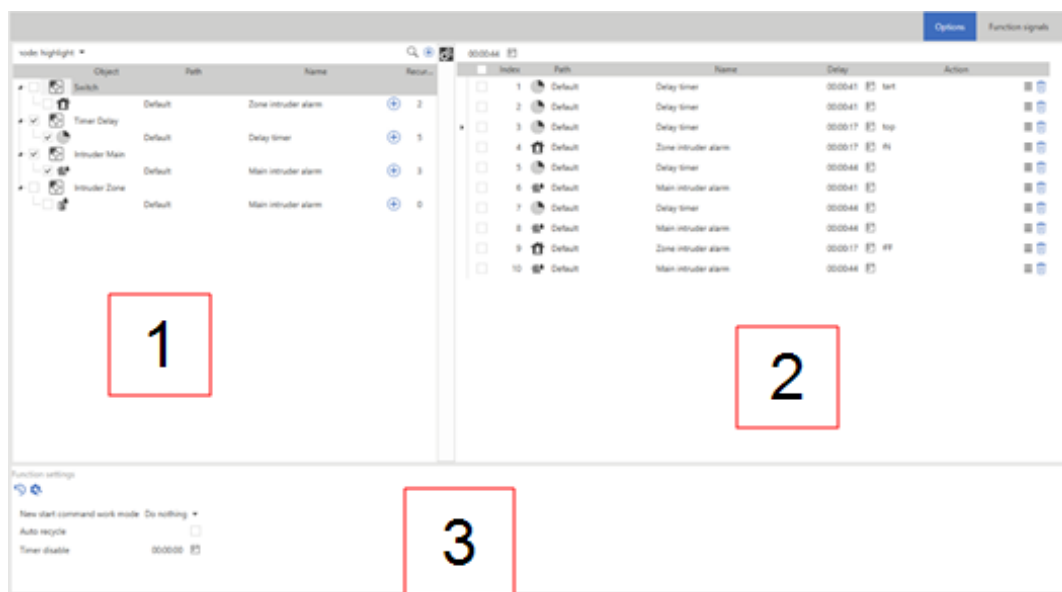 Options Function signals
node: highlight
00:00:44
Object Path Name Recur...
Index Path Name Delay Action
Switch
Default Zone intruder alarm 2
Timer Delay
Default Delay timer 5
Intruder Main
Default Main intruder alarm 3
Intruder Zone
Default Main intruder alarm 0
1 Default Delay timer 00:00:41 tert
2 Default Delay timer 00:00:41
3 Default Delay timer 00:00:17 top
4 Default Zone intruder alarm 00:00:17
5 Default Delay timer 00:00:44
6 Default Main intruder alarm 00:00:41
7 Default Delay timer 00:00:44
8 Default Main intruder alarm 00:00:44
9 Default Zone intruder alarm 00:00:17
10 Default Main intruder alarm 00:00:44
1
2
Function settings
New start command work mode Do nothing
Auto recycle
Timer disable 00:00:00
3